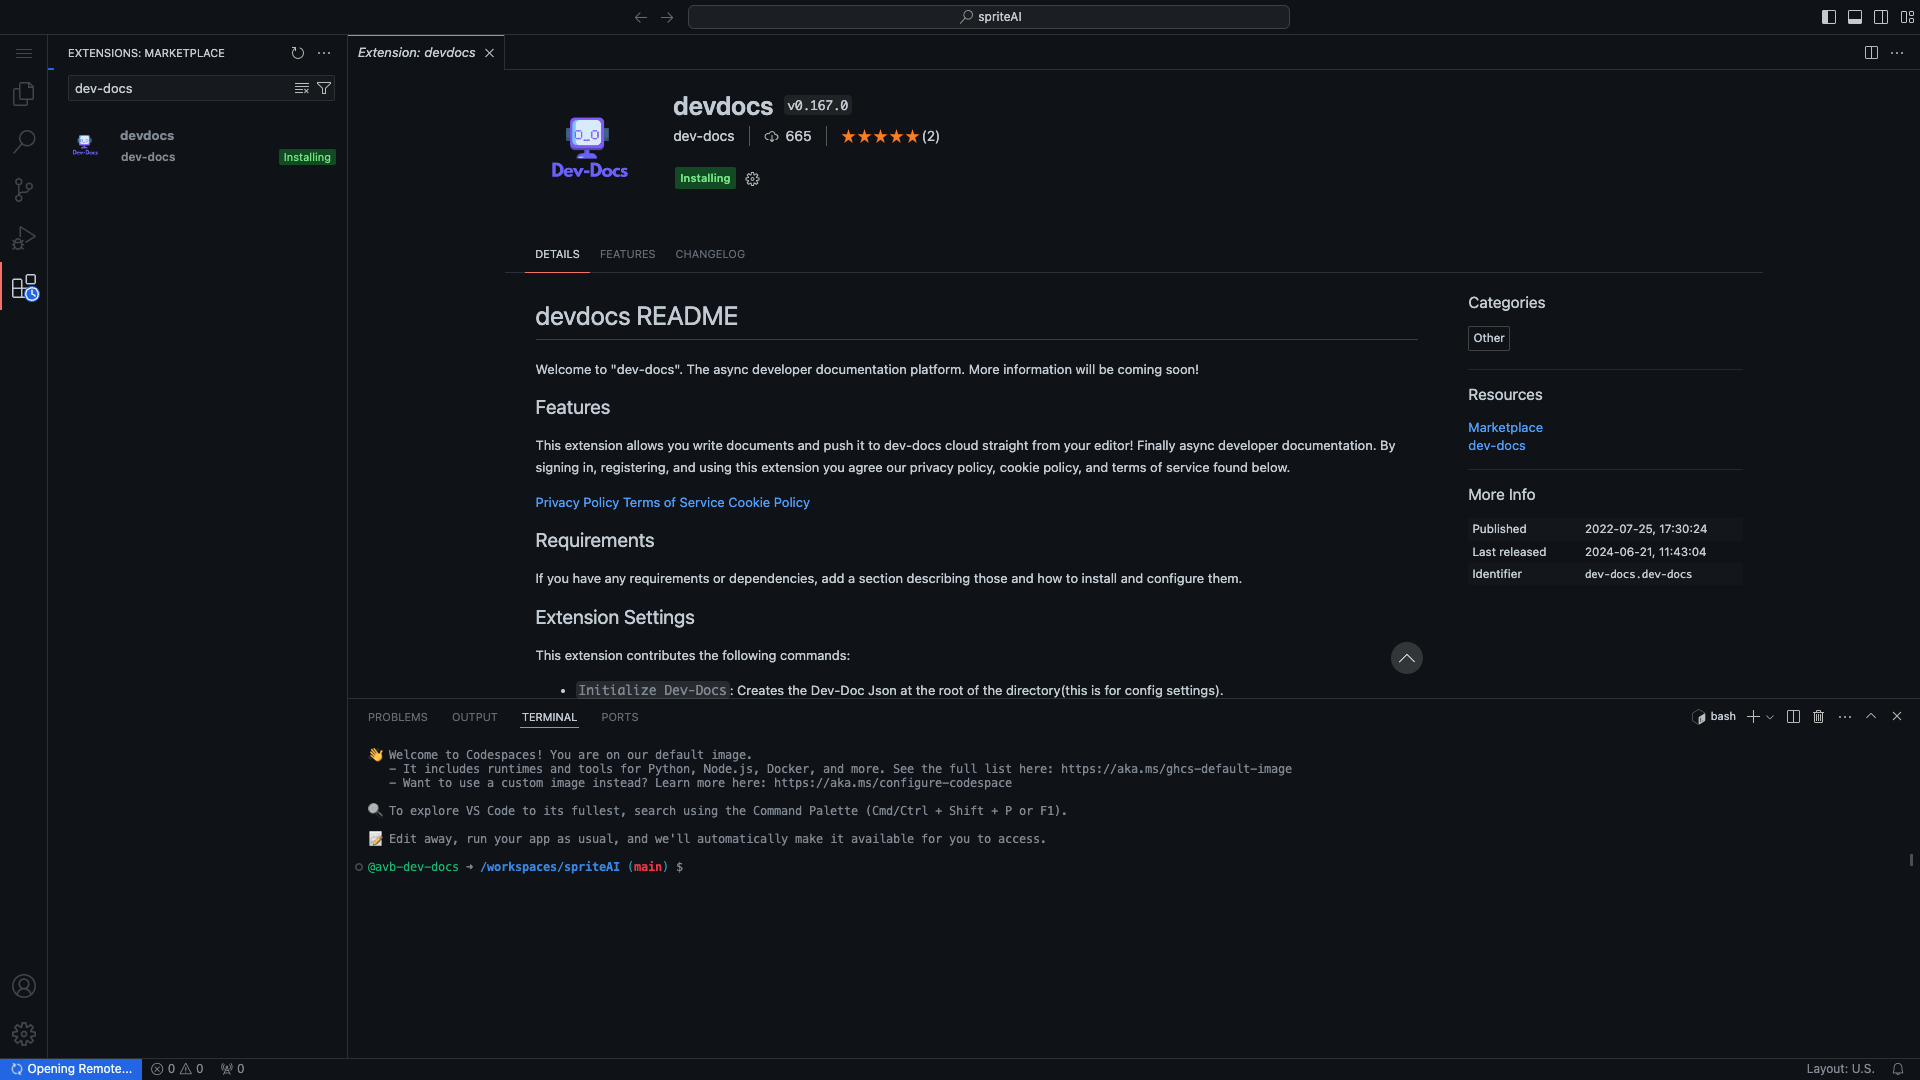 spriteAI
EXTENSIONS: MARKETPLACE
dev-docs
devdocs
dev-docs
Installing
Extension: devdocs
Dev-Docs
devdocs v0.167.0
dev-docs 665 (2)
Installing
Dev-Docs
DETAILS FEATURES CHANGELOG
devdocs README
Welcome to "dev-docs". The async developer documentation platform. More information will be coming soon!
Features
This extension allows you write documents and push it to dev-docs cloud straight from your editor! Finally async developer documentation. By
signing in, registering, and using this extension you agree our privacy policy, cookie policy, and terms of service found below.
Privacy Policy Terms of Service Cookie Policy
Requirements
If you have any requirements or dependencies, add a section describing those and how to install and configure them.
Extension Settings
This extension contributes the following commands:
• Initialize Dev-Docs: Creates the Dev-Doc Json at the root of the directory(this is for config settings).
Categories
Other
Resources
Marketplace
dev-docs
More Info
Published 2022-07-25, 17:30:24
Last released 2024-06-21, 11:43:04
Identifier dev-docs.dev-docs
PROBLEMS OUTPUT TERMINAL PORTS
bash
👋 Welcome to Codespaces! You are on our default image.
- It includes runtimes and tools for Python, Node.js, Docker, and more. See the full list here: https://aka.ms/ghcs-default-image
- Want to use a custom image instead? Learn more here: https://aka.ms/configure-codespace
🔍 To explore VS Code to its fullest, search using the Command Palette (Cmd/Ctrl + Shift + P or F1).
📝 Edit away, run your app as usual, and we'll automatically make it available for you to access.
@avb-dev-docs → /workspaces/spriteAI (main) $
Opening Remote... 0 0 0
Layout: U.S.